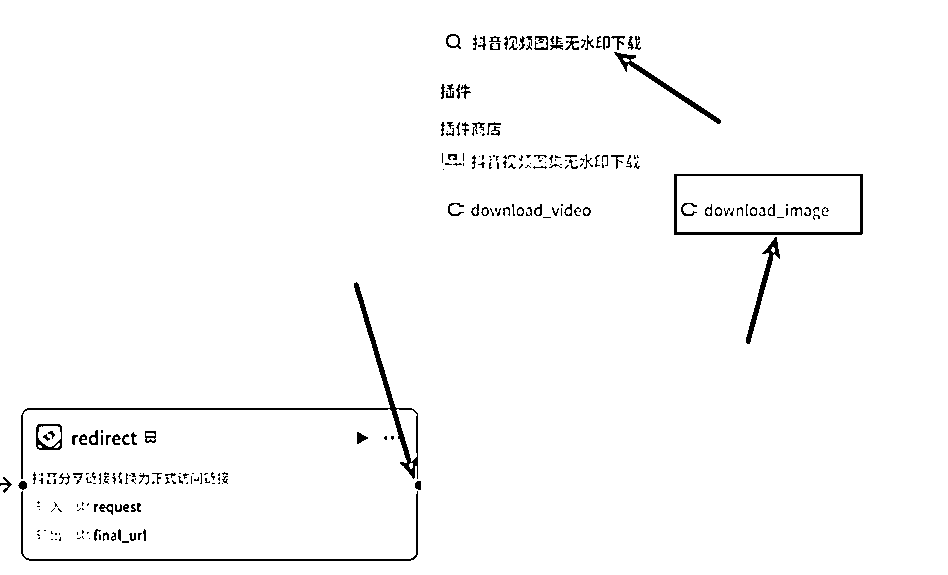 抖音视频图集无水印下载
插件
插件商店
抖音视频图集无水印下载
download_video
download_image
redirect
抖音分享链接转换为正式访问链接
输入 str. request
输出 str. final_url